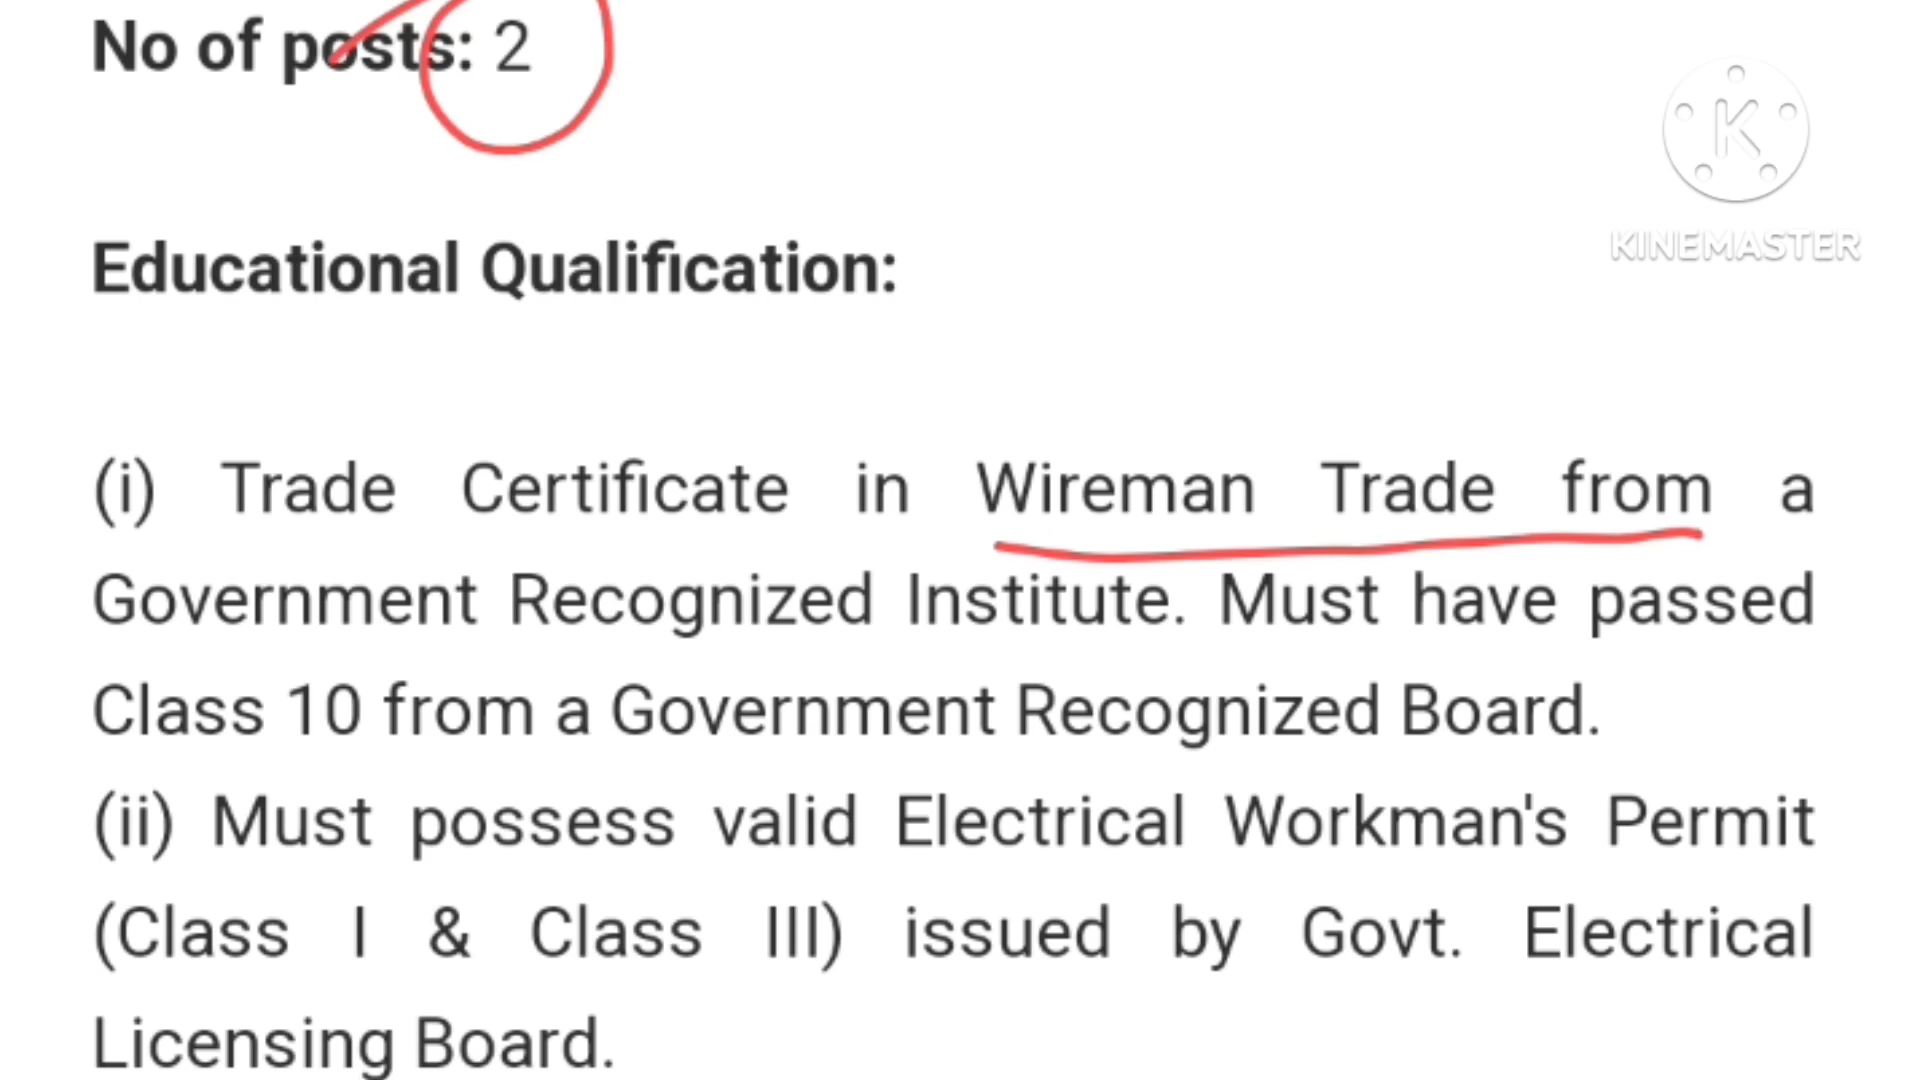 No of posts: 2
K
KINEMASTER
Educational Qualification:
(i) Trade Certificate in Wireman Trade from a
Government Recognized Institute. Must have passed
Class 10 from a Government Recognized Board.
(ii) Must possess valid Electrical Workman's Permit
(Class I & Class III) issued by Govt. Electrical
Licensing Board.